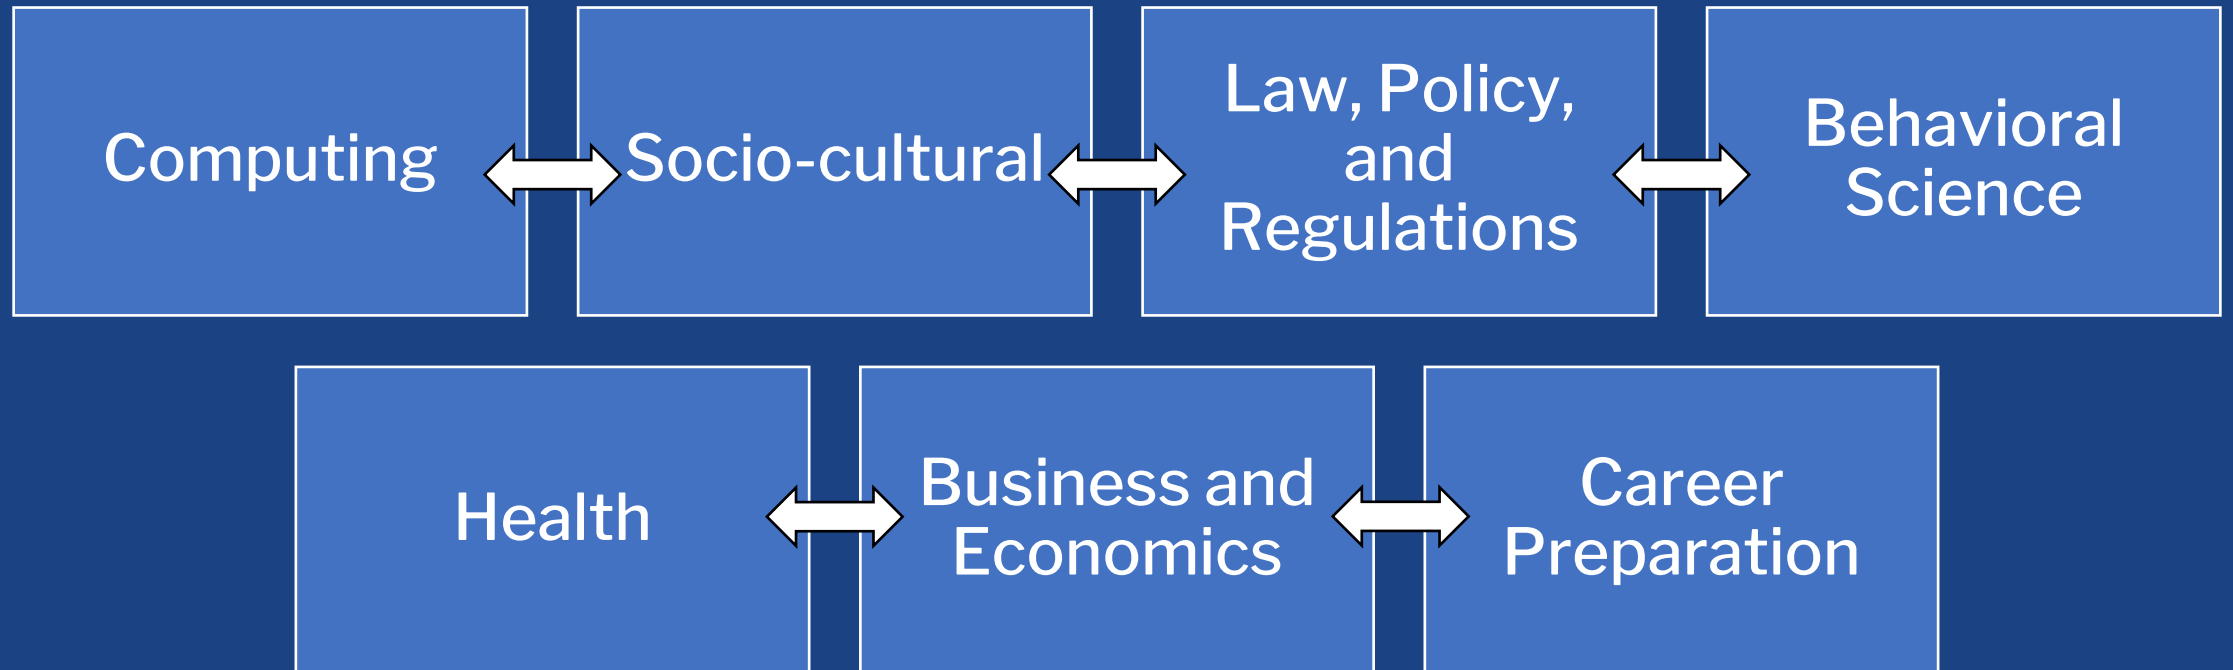 Computing
Socio-cultural
Law, Policy,
and
Regulations
Behavioral
Science
Health
Business and
Economics
Career
Preparation